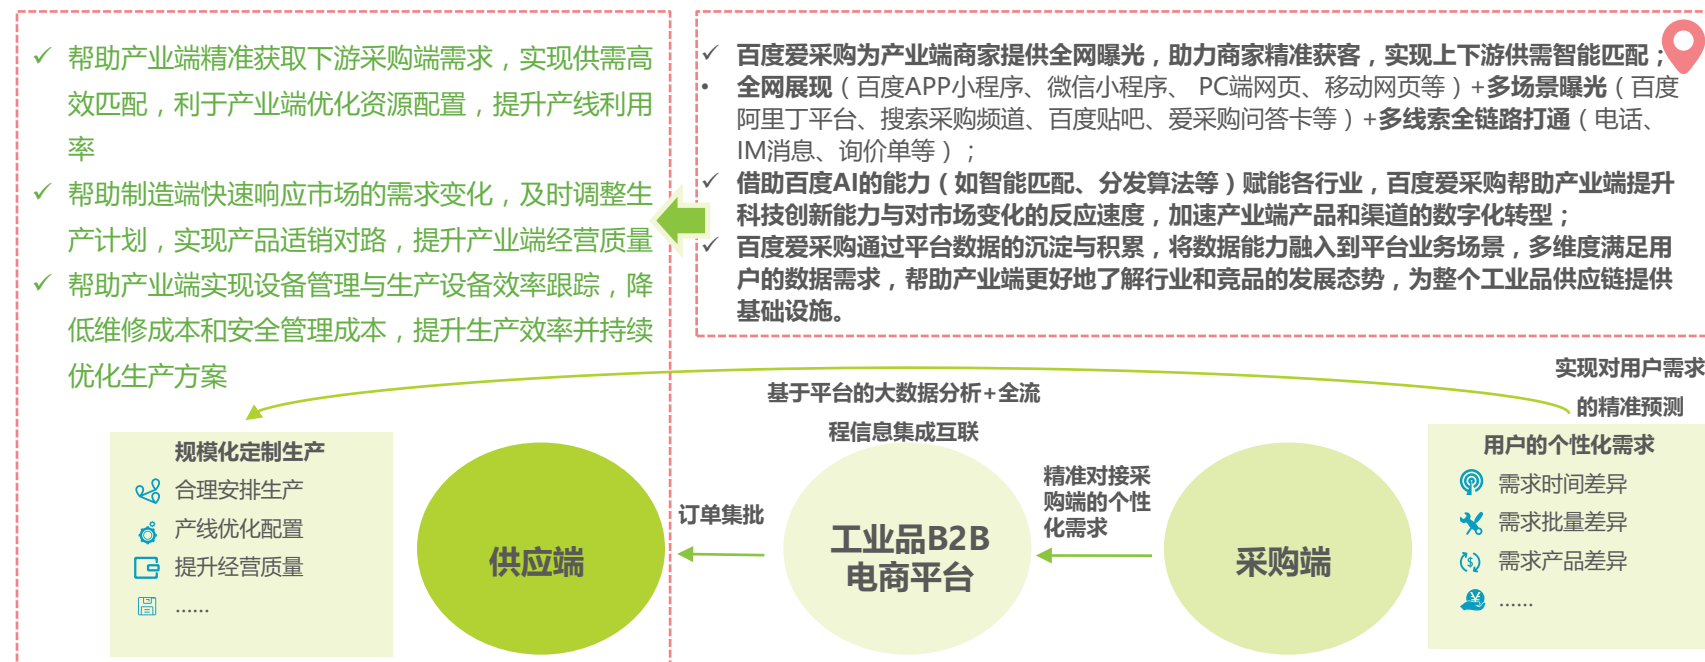 帮助产业端精准获取下游采购端需求，实现供需高
效匹配，利于产业端优化资源配置，提升产线利用
率
帮助制造端快速响应市场的需求变化，及时调整生
产计划，实现产品适销对路，提升产业端经营质量
帮助产业端实现设备管理与生产设备效率跟踪，降
低维修成本和安全管理成本，提升生产效率并持续
优化生产方案
百度爱采购为产业端商家提供全网曝光，助力商家精准获客，实现上下游供需智能匹配；
全网展现（百度APP小程序、微信小程序、 PC端网页、移动网页等）+多场景曝光（百度
阿里丁平台、搜索采购频道、百度贴吧、爱采购问答卡等）+多线索全链路打通（电话、
IM消息、询价单等）；
借助百度AI的能力（如智能匹配、分发算法等）赋能各行业，百度爱采购帮助产业端提升
科技创新能力与对市场变化的反应速度，加速产业端产品和渠道的数字化转型；
百度爱采购通过平台数据的沉淀与积累，将数据能力融入到平台业务场景，多维度满足用
户的数据需求，帮助产业端更好地了解行业和竞品的发展态势，为整个工业品供应链提供
基础设施。
实现对用户需求
的精准预测
基于平台的大数据分析+全流
程信息集成互联
规模化定制生产
合理安排生产
产线优化配置
提升经营质量
……
供应端
订单集批
工业品B2B
电商平台
精准对接采
购端的个性
化需求
采购端
用户的个性化需求
需求时间差异
需求批量差异
需求产品差异
……